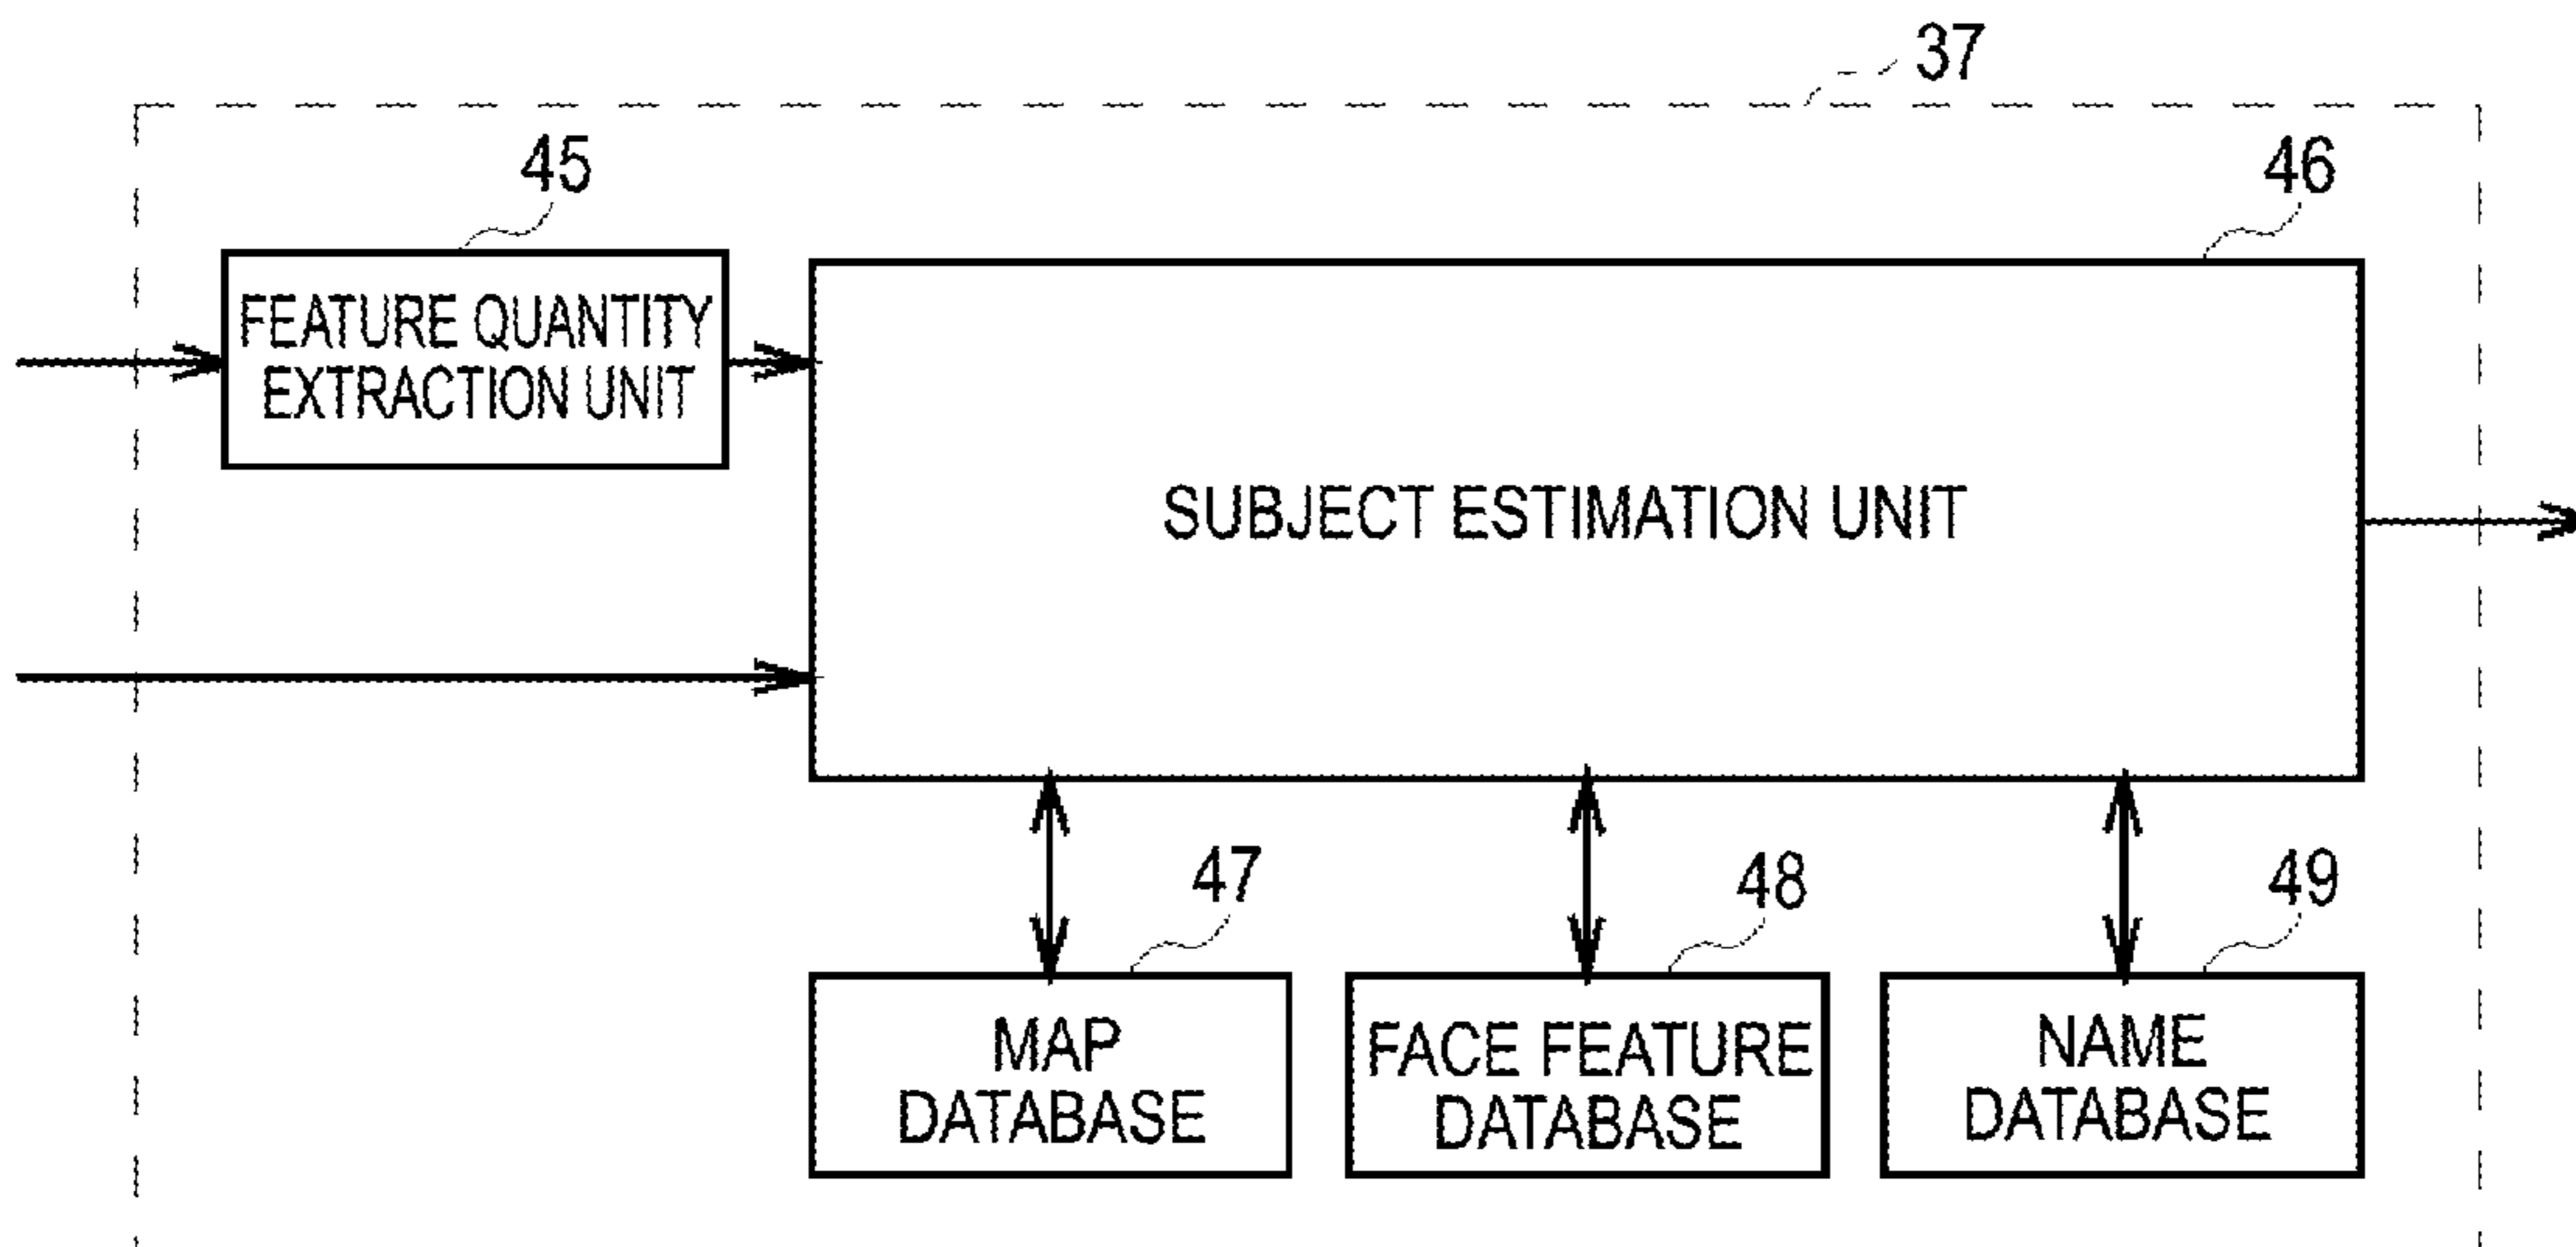 37
45
46
FEATURE QUANTITY
EXTRACTION UNIT
SUBJECT ESTIMATION UNIT
47
48
49
MAP
DATABASE
FACE FEATURE
DATABASE
NAME
DATABASE